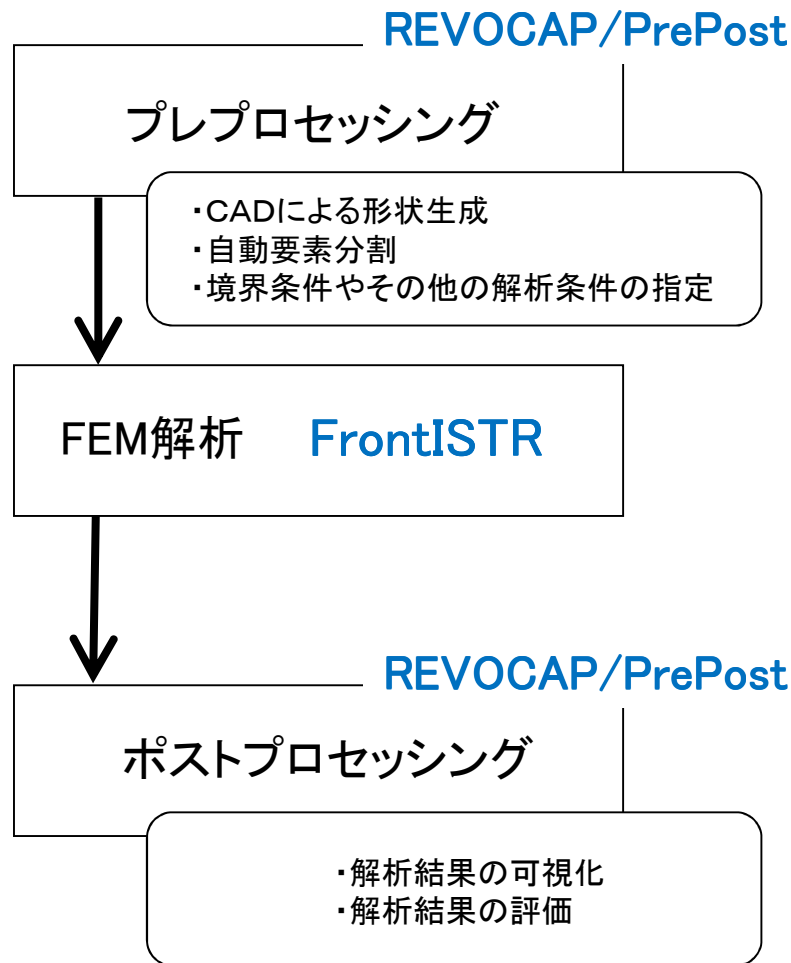 REVOCAP/PrePost
プレプロセッシング
・CADによる形状生成
・自動要素分割
・境界条件やその他の解析条件の指定
FEM解析 FrontISTR
REVOCAP/PrePost
ポストプロセッシング
・解析結果の可視化
・解析結果の評価